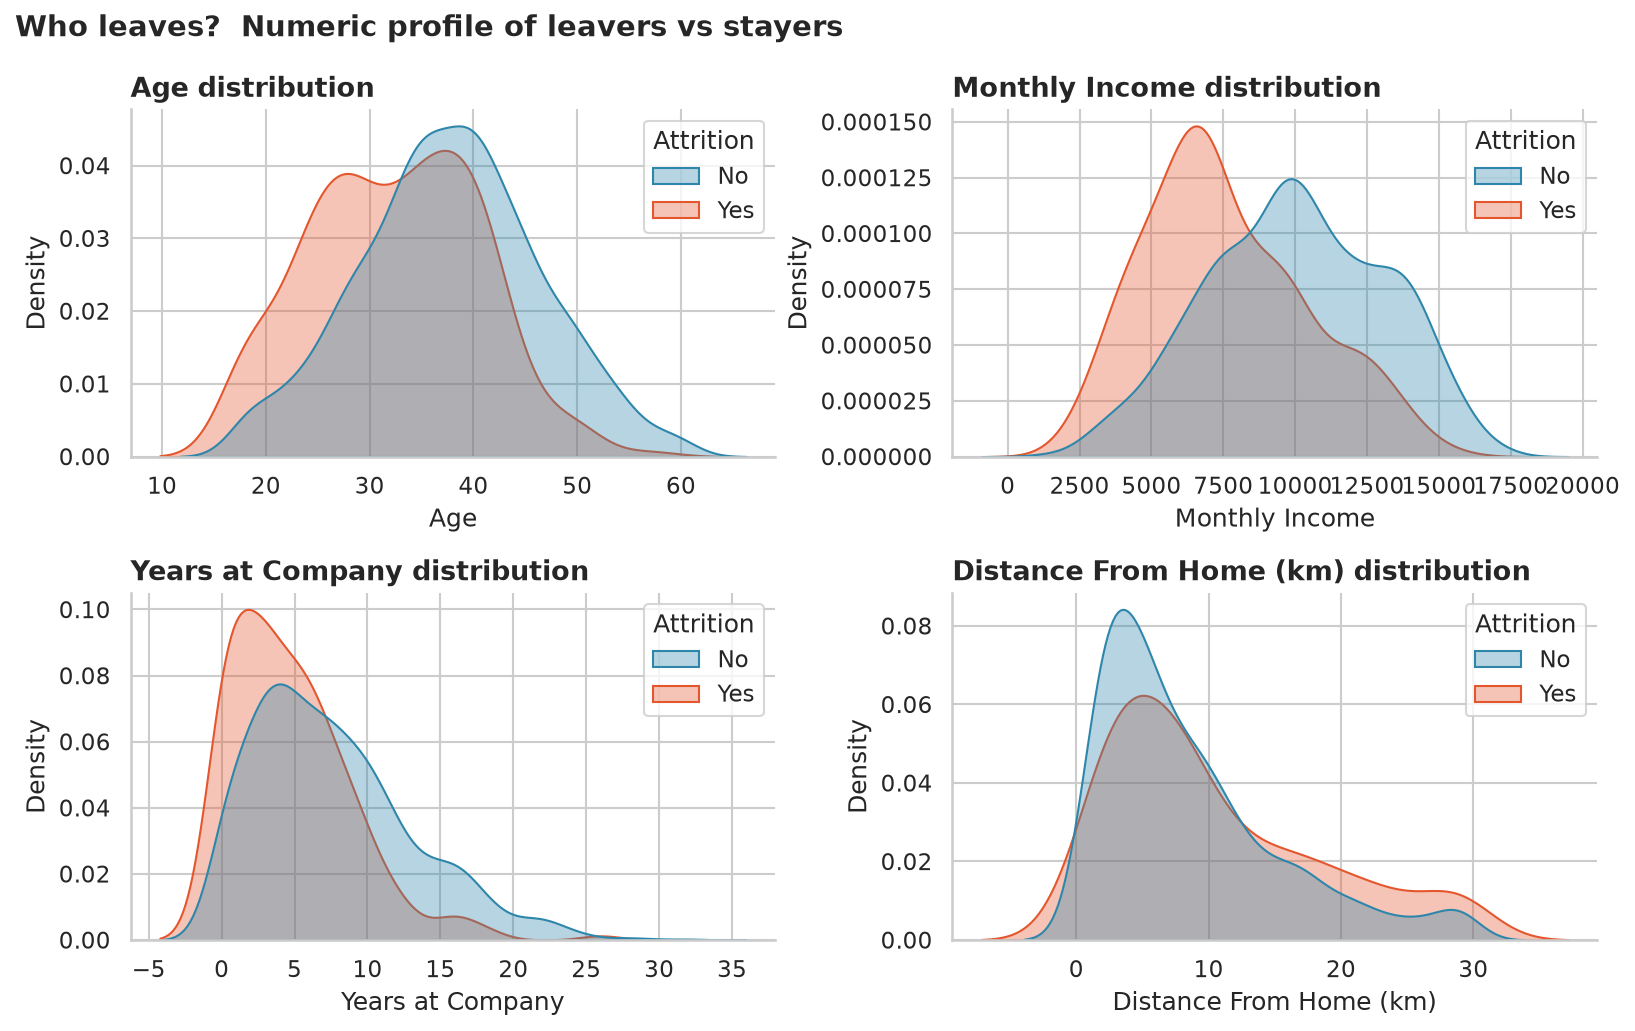 Who leaves?  Numeric profile of leavers vs stayers
Age distribution
Density
0.04
0.03
0.02
0.01
0.00
10 20 30 40 50 60
Age
Attrition
No
Yes
Monthly Income distribution
Density
0.000150
0.000125
0.000100
0.000075
0.000050
0.000025
0.000000
0 2500 5000 7500 10000 12500 15000 17500 20000
Monthly Income
Attrition
No
Yes
Years at Company distribution
Density
0.10
0.08
0.06
0.04
0.02
0.00
−5 0 5 10 15 20 25 30 35
Years at Company
Attrition
No
Yes
Distance From Home (km) distribution
Density
0.08
0.06
0.04
0.02
0.00
0 10 20 30
Distance From Home (km)
Attrition
No
Yes